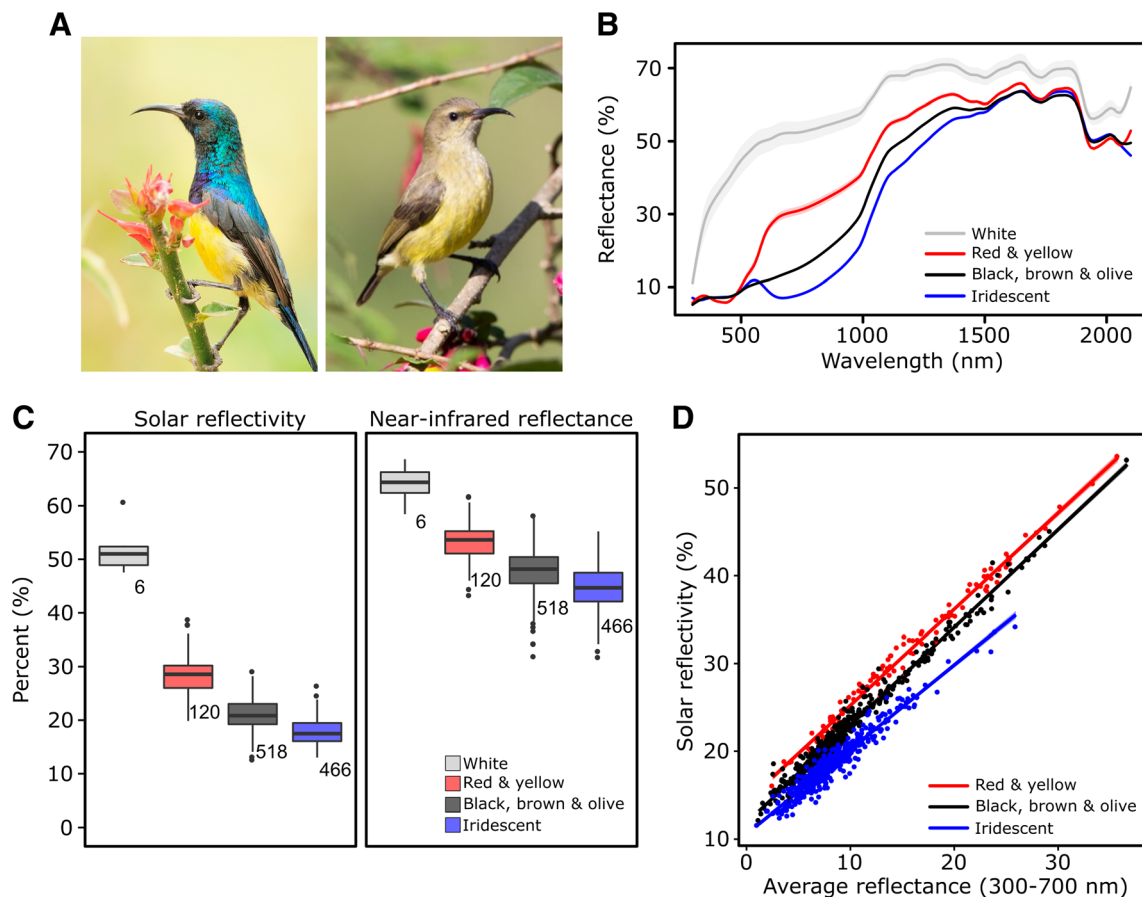 A
B
Reflectance (%)
70
50
30
10
White
Red & yellow
Black, brown & olive
Iridescent
500
1000
1500
2000
Wavelength (nm)
C
Solar reflectivity
Near-infrared reflectance
Percent (%)
70
60
50
40
30
20
10
0
6
120
518
466
6
120
518
466
White
Red & yellow
Black, brown & olive
Iridescent
D
Solar reflectivity (%)
50
40
30
20
10
Red & yellow
Black, brown & olive
Iridescent
0
10
20
30
Average reflectance (300-700 nm)